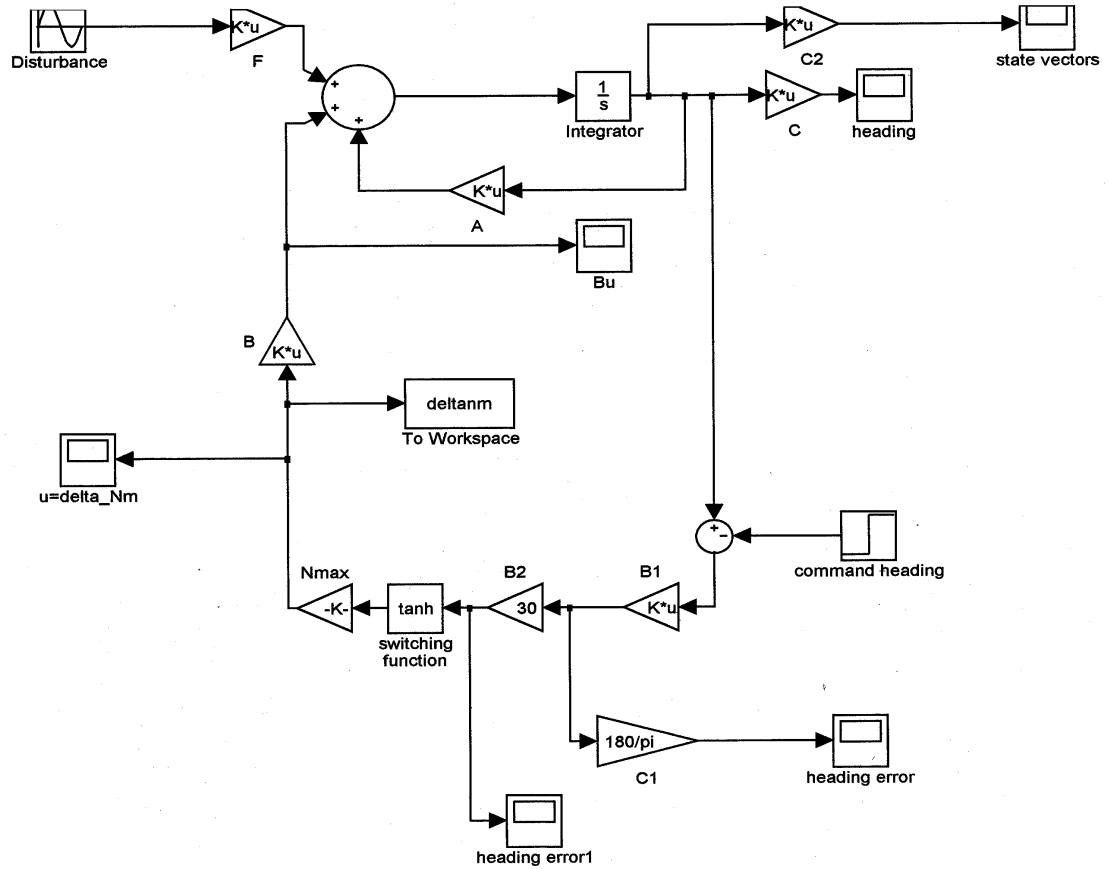 K*u
Disturbance
F
+
+
+
1
s
Integrator
K*u
C2
state vectors
K*u
C
heading
K*u
A
Bu
B
K*u
deltanm
To Workspace
u=delta_Nm
+
−
command heading
Nmax
-K-
tanh
switching
function
B2
30
B1
K*u
180/pi
C1
heading error
heading error1